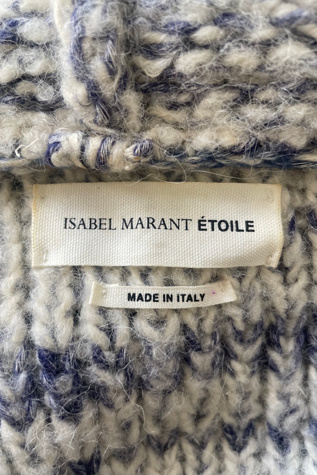 ISABEL MARANT ÉTOILE
MADE IN ITALY